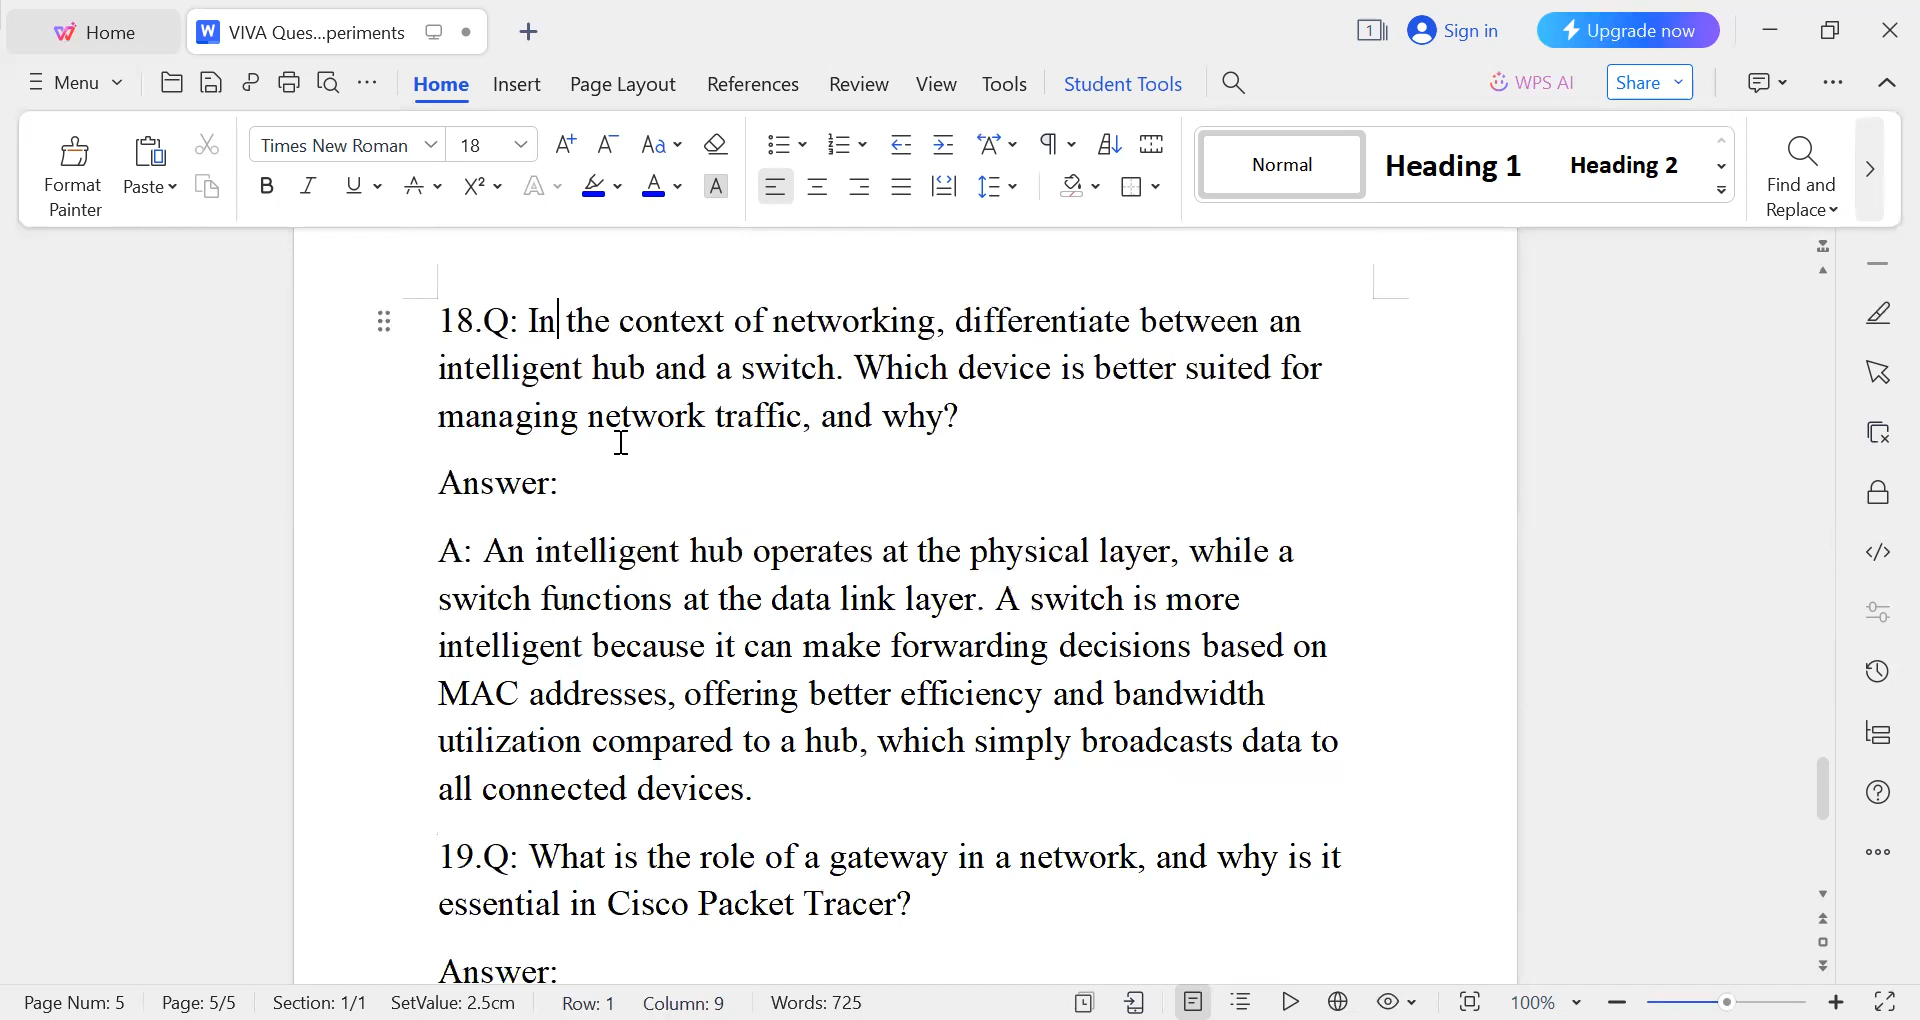 Home
VIVA Ques...periments
1
Sign in
Upgrade now
Menu
Home
Insert
Page Layout
References
Review
View
Tools
Student Tools
WPS AI
Share
Format
Painter
Paste
Times New Roman
18
Normal
Heading 1
Heading 2
Find and
Replace
18.Q: In the context of networking, differentiate between an
intelligent hub and a switch. Which device is better suited for
managing network traffic, and why?
Answer:
A: An intelligent hub operates at the physical layer, while a
switch functions at the data link layer. A switch is more
intelligent because it can make forwarding decisions based on
MAC addresses, offering better efficiency and bandwidth
utilization compared to a hub, which simply broadcasts data to
all connected devices.
19.Q: What is the role of a gateway in a network, and why is it
essential in Cisco Packet Tracer?
Answer:
Page Num: 5
Page: 5/5
Section: 1/1
SetValue: 2.5cm
Row: 1
Column: 9
Words: 725
100%